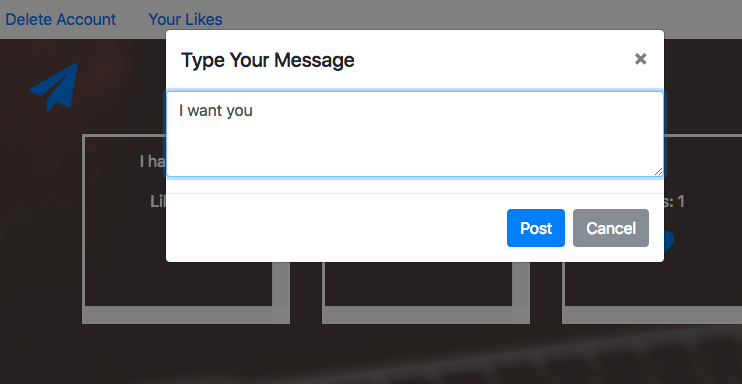 Delete Account Your Likes
Type Your Message
×
I want you
I ha
Li
s: 1
Post Cancel